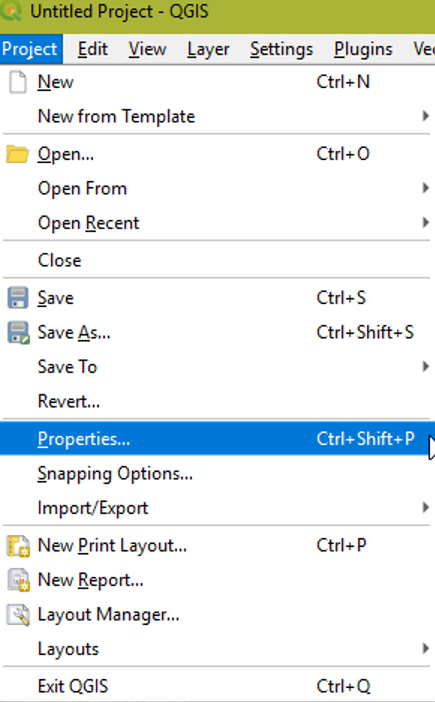 Untitled Project - QGIS
Project Edit View Layer Settings Plugins
New Ctrl+N
New from Template
Open... Ctrl+O
Open From
Open Recent
Close
Save Ctrl+S
Save As... Ctrl+Shift+S
Save To
Revert...
Properties... Ctrl+Shift+P
Snapping Options...
Import/Export
New Print Layout... Ctrl+P
New Report...
Layout Manager...
Layouts
Exit QGIS Ctrl+Q